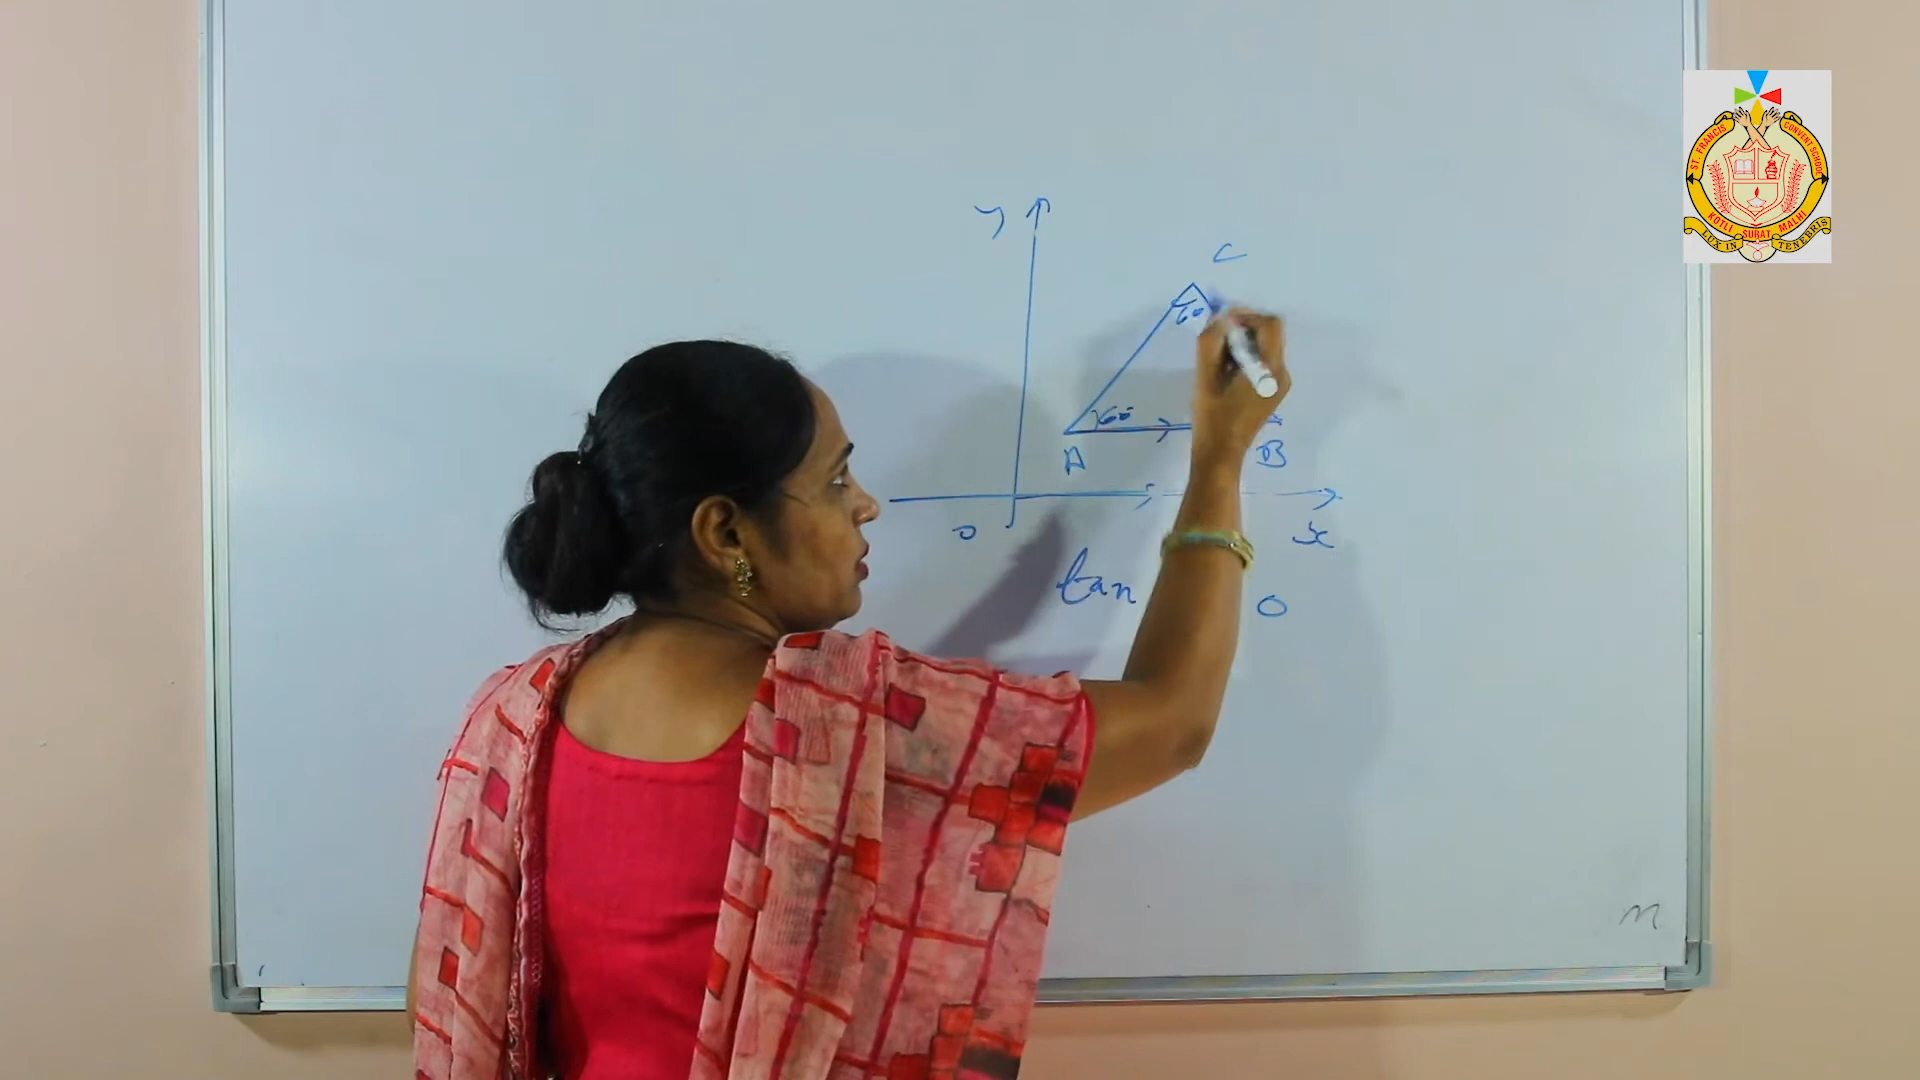 y
C
60
60°
A
B
O
x
tan 0
m
ST. FRANCIS CONVENT SCHOOL
KOTLI SURAT MALHI
LUX IN TENEBRIS